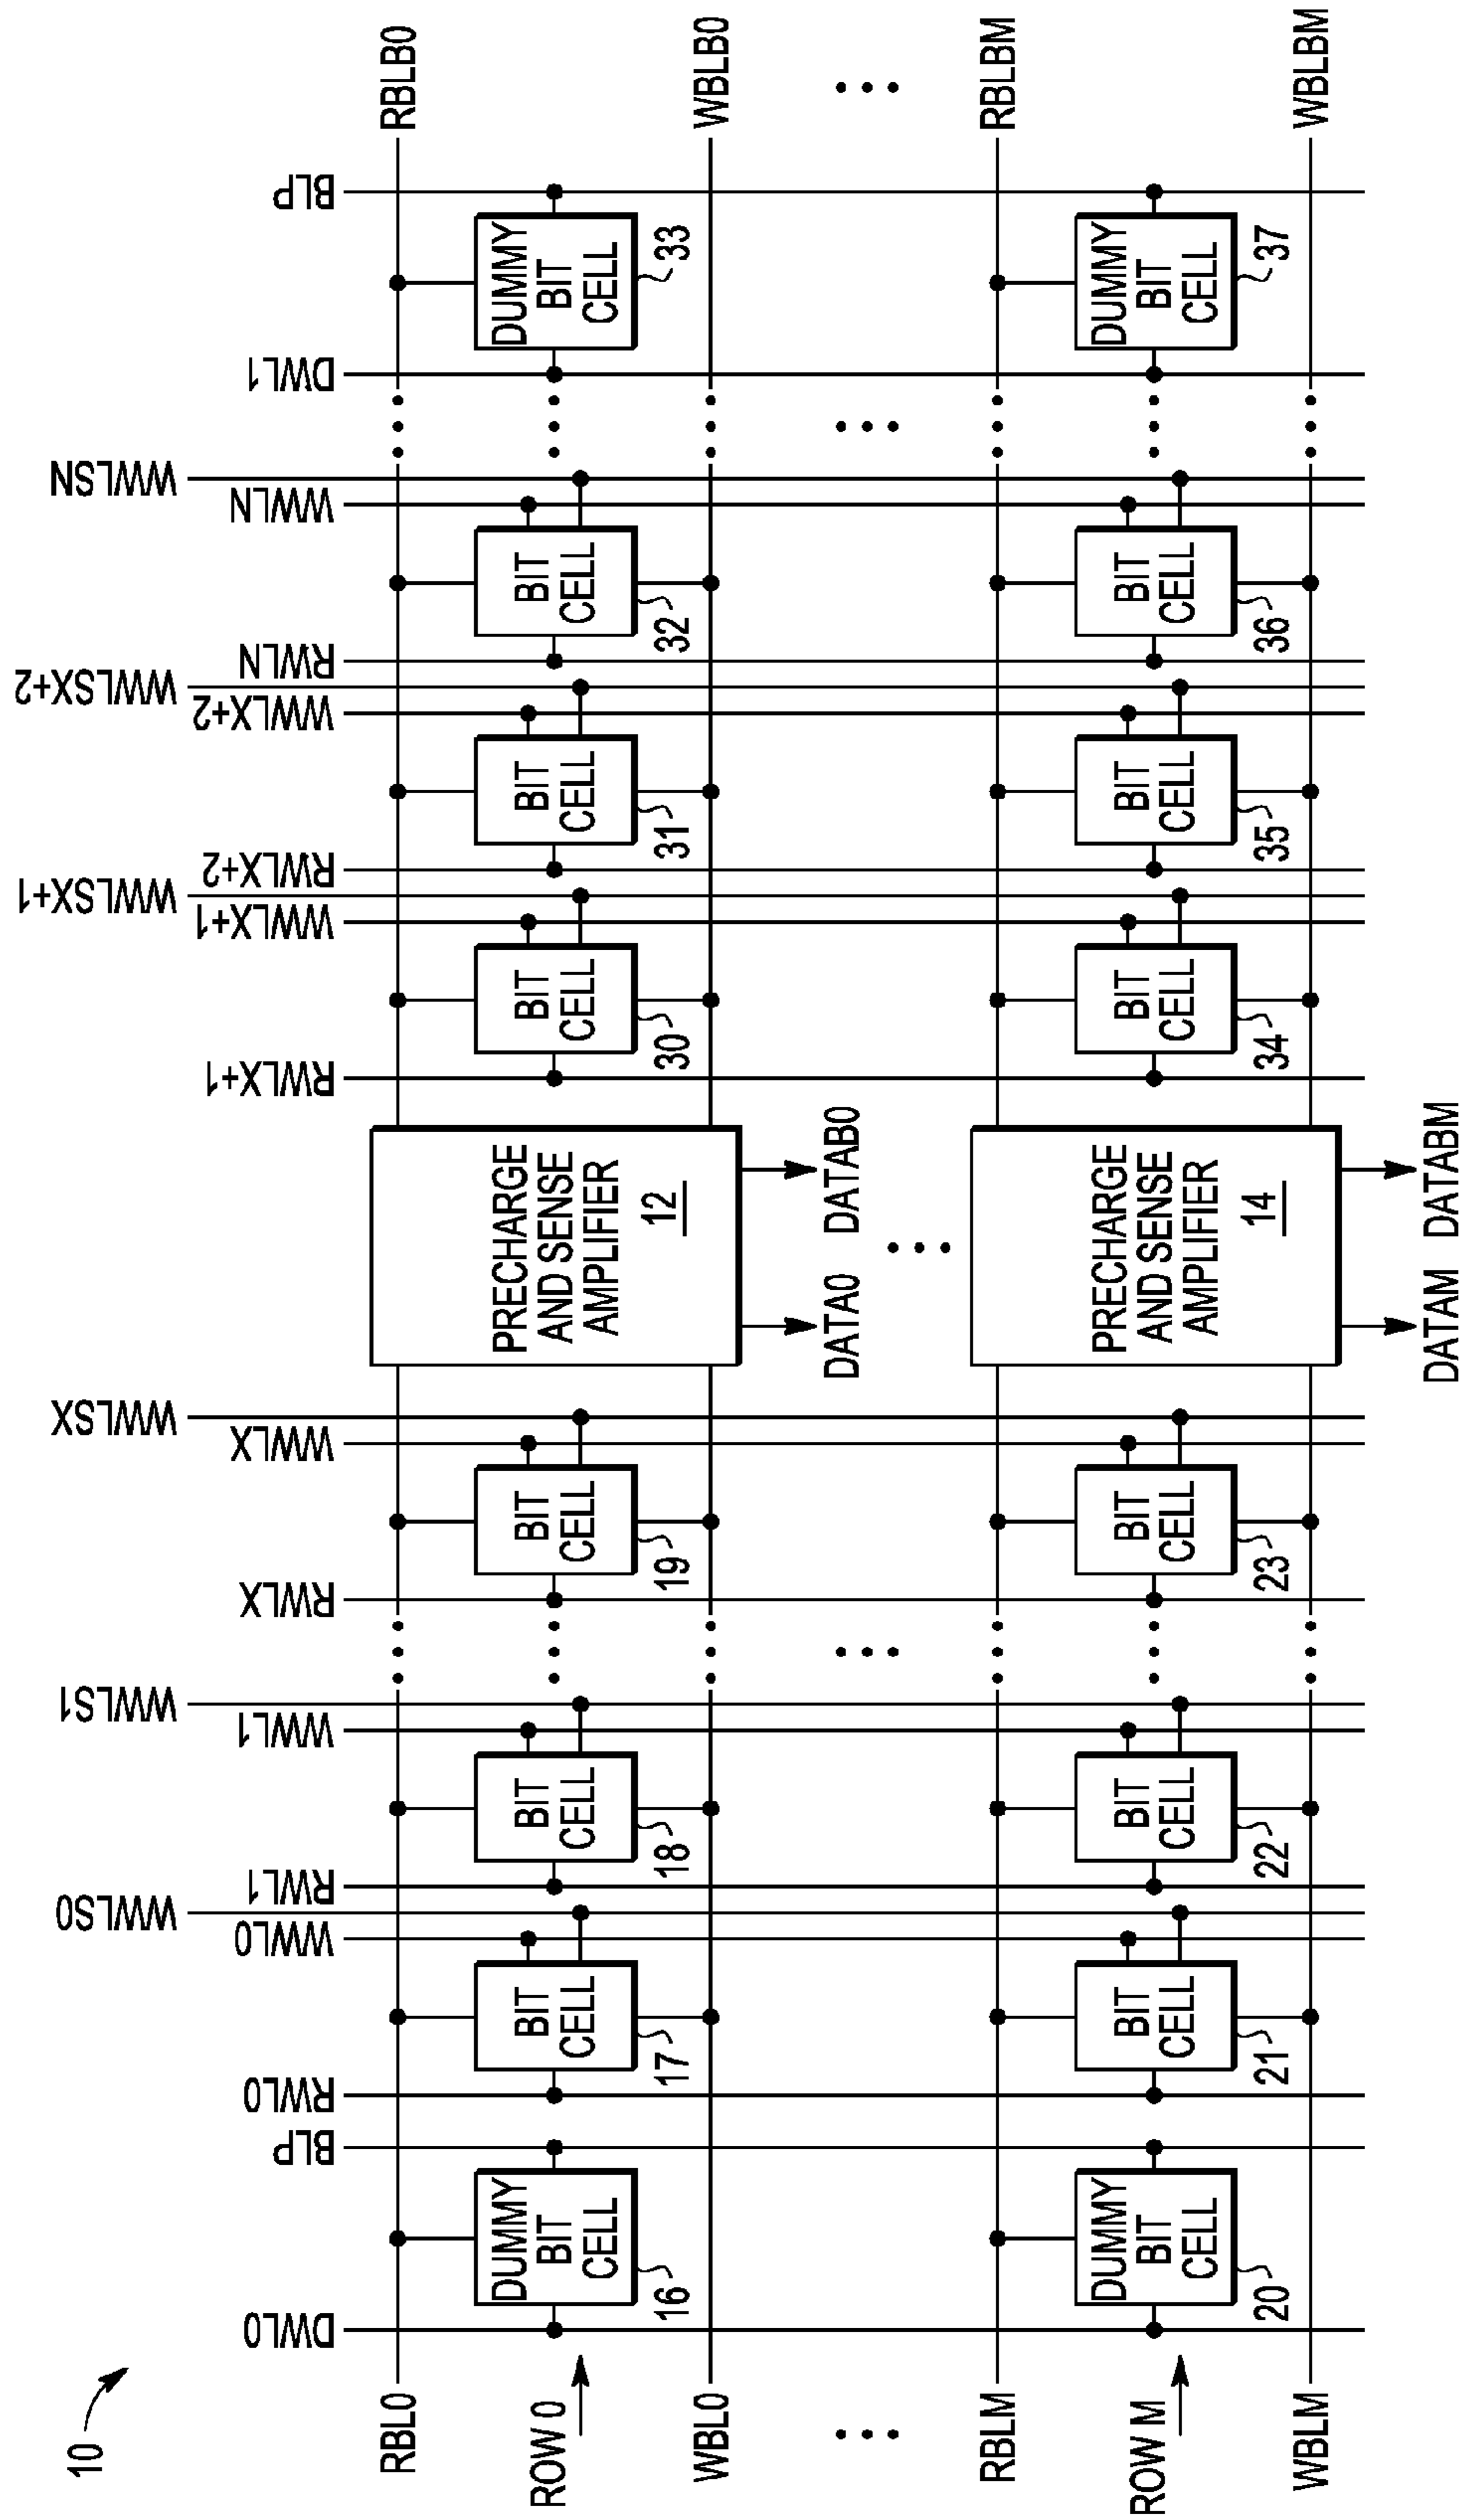 10
DWL0
BLP
RWL0
WWL0
WWLS0
RWL1
WWL1
WWLS1
RWLX
WWLX
WWLSX
RWLX+1
WWLX+1
WWLSX+1
RWLX+2
WWLX+2
WWLSX+2
RWLN
WWLN
WWLSN
DWL1
BLP
RBL0
RBLB0
ROW 0
DUMMY
BIT
CELL
16
BIT
CELL
17
BIT
CELL
18
BIT
CELL
19
PRECHARGE
AND SENSE
AMPLIFIER
12
BIT
CELL
30
BIT
CELL
31
BIT
CELL
32
DUMMY
BIT
CELL
33
WBL0
WBLB0
DATA0
DATAB0
RBLM
RBLBM
ROW M
DUMMY
BIT
CELL
20
BIT
CELL
21
BIT
CELL
22
BIT
CELL
23
PRECHARGE
AND SENSE
AMPLIFIER
14
BIT
CELL
34
BIT
CELL
35
BIT
CELL
36
DUMMY
BIT
CELL
37
WBLM
WBLBM
DATAM
DATABM